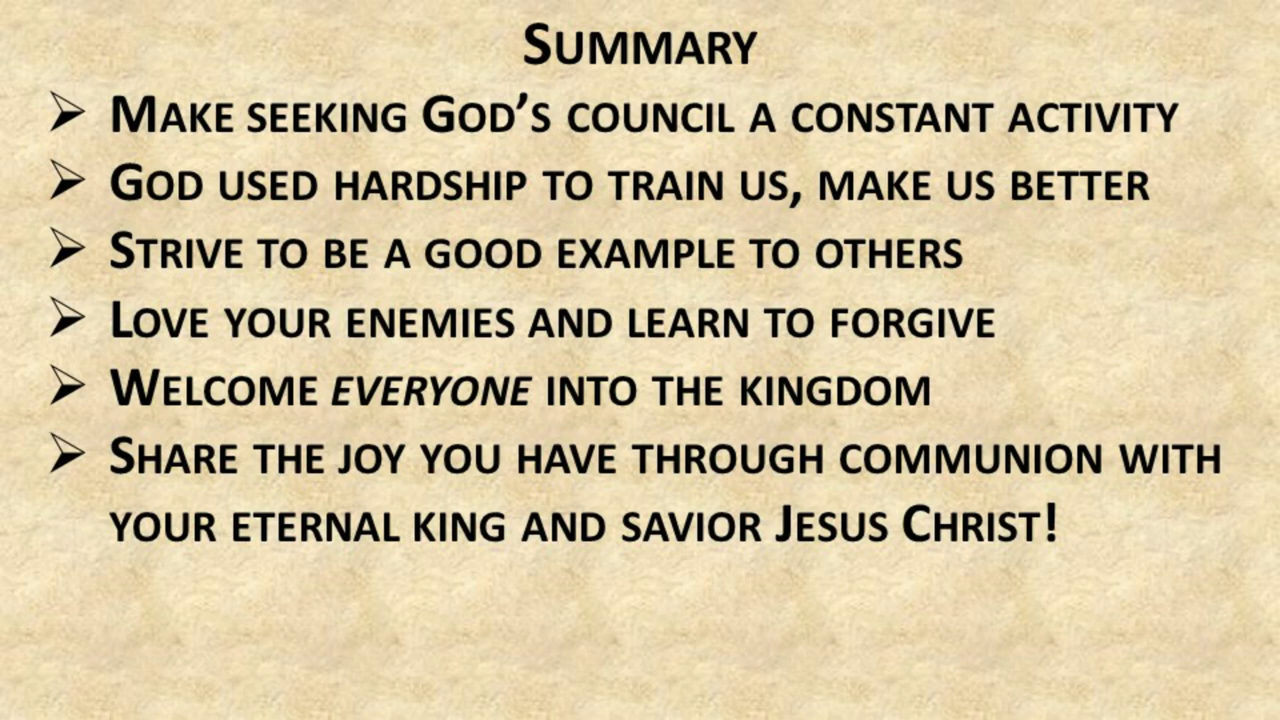 Summary
➢ Make seeking God’s council a constant activity
➢ God used hardship to train us, make us better
➢ Strive to be a good example to others
➢ Love your enemies and learn to forgive
➢ Welcome everyone into the kingdom
➢ Share the joy you have through communion with
your eternal king and savior Jesus Christ!